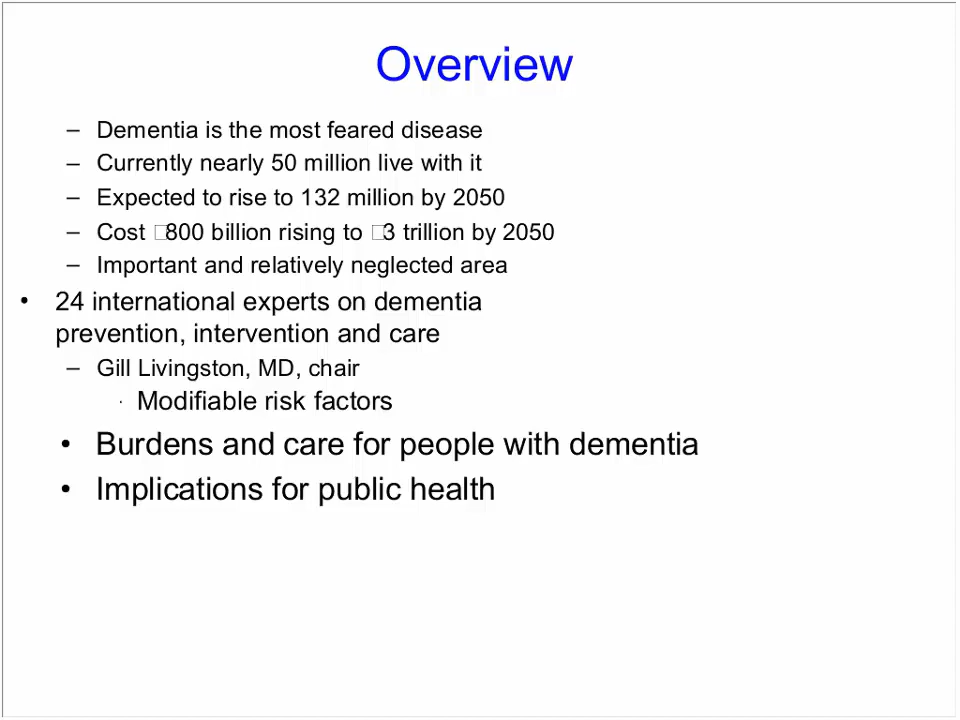 Overview
– Dementia is the most feared disease
– Currently nearly 50 million live with it
– Expected to rise to 132 million by 2050
– Cost □800 billion rising to □3 trillion by 2050
– Important and relatively neglected area
• 24 international experts on dementia
prevention, intervention and care
– Gill Livingston, MD, chair
· Modifiable risk factors
• Burdens and care for people with dementia
• Implications for public health